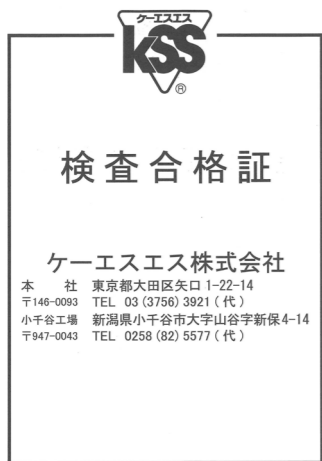 ケーエスエス
KSS
®
検査合格証
ケーエスエス株式会社
本 社 東京都大田区矢口1-22-14
〒146-0093 TEL 03(3756)3921(代)
小千谷工場 新潟県小千谷市大字山谷字新保4-14
〒947-0043 TEL 0258(82)5577(代)